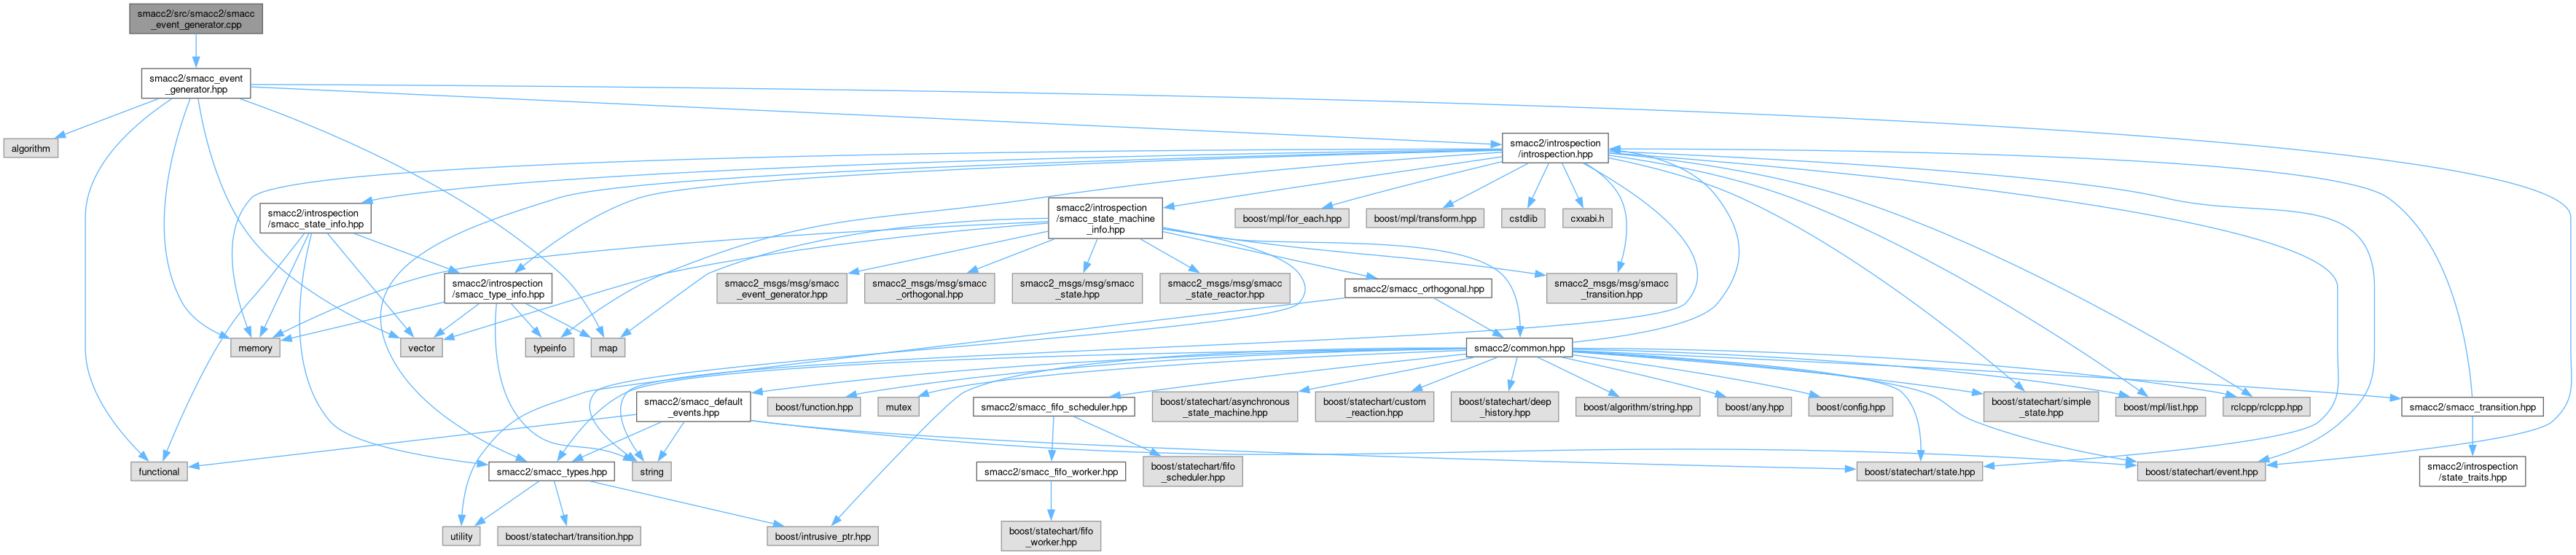 smacc2/src/smacc2/smacc
_event_generator.cpp
smacc2/smacc_event
_generator.hpp
algorithm
smacc2/introspection
/introspection.hpp
smacc2/introspection
/smacc_state_info.hpp
smacc2/introspection
/smacc_state_machine
_info.hpp
boost/mpl/for_each.hpp
boost/mpl/transform.hpp
cstdlib
cxxabi.h
smacc2/introspection
/smacc_type_info.hpp
smacc2_msgs/msg/smacc
_event_generator.hpp
smacc2_msgs/msg/smacc
_orthogonal.hpp
smacc2_msgs/msg/smacc
_state.hpp
smacc2_msgs/msg/smacc
_state_reactor.hpp
smacc2/smacc_orthogonal.hpp
smacc2_msgs/msg/smacc
_transition.hpp
memory
vector
typeinfo
map
smacc2/common.hpp
smacc2/smacc_default
_events.hpp
boost/function.hpp
mutex
smacc2/smacc_fifo_scheduler.hpp
boost/statechart/asynchronous
_state_machine.hpp
boost/statechart/custom
_reaction.hpp
boost/statechart/deep
_history.hpp
boost/algorithm/string.hpp
boost/any.hpp
boost/config.hpp
boost/statechart/simple
_state.hpp
boost/mpl/list.hpp
rclcpp/rclcpp.hpp
smacc2/smacc_transition.hpp
functional
smacc2/smacc_types.hpp
string
smacc2/smacc_fifo_worker.hpp
boost/statechart/fifo
_scheduler.hpp
boost/statechart/state.hpp
boost/statechart/event.hpp
smacc2/introspection
/state_traits.hpp
utility
boost/statechart/transition.hpp
boost/intrusive_ptr.hpp
boost/statechart/fifo
_worker.hpp